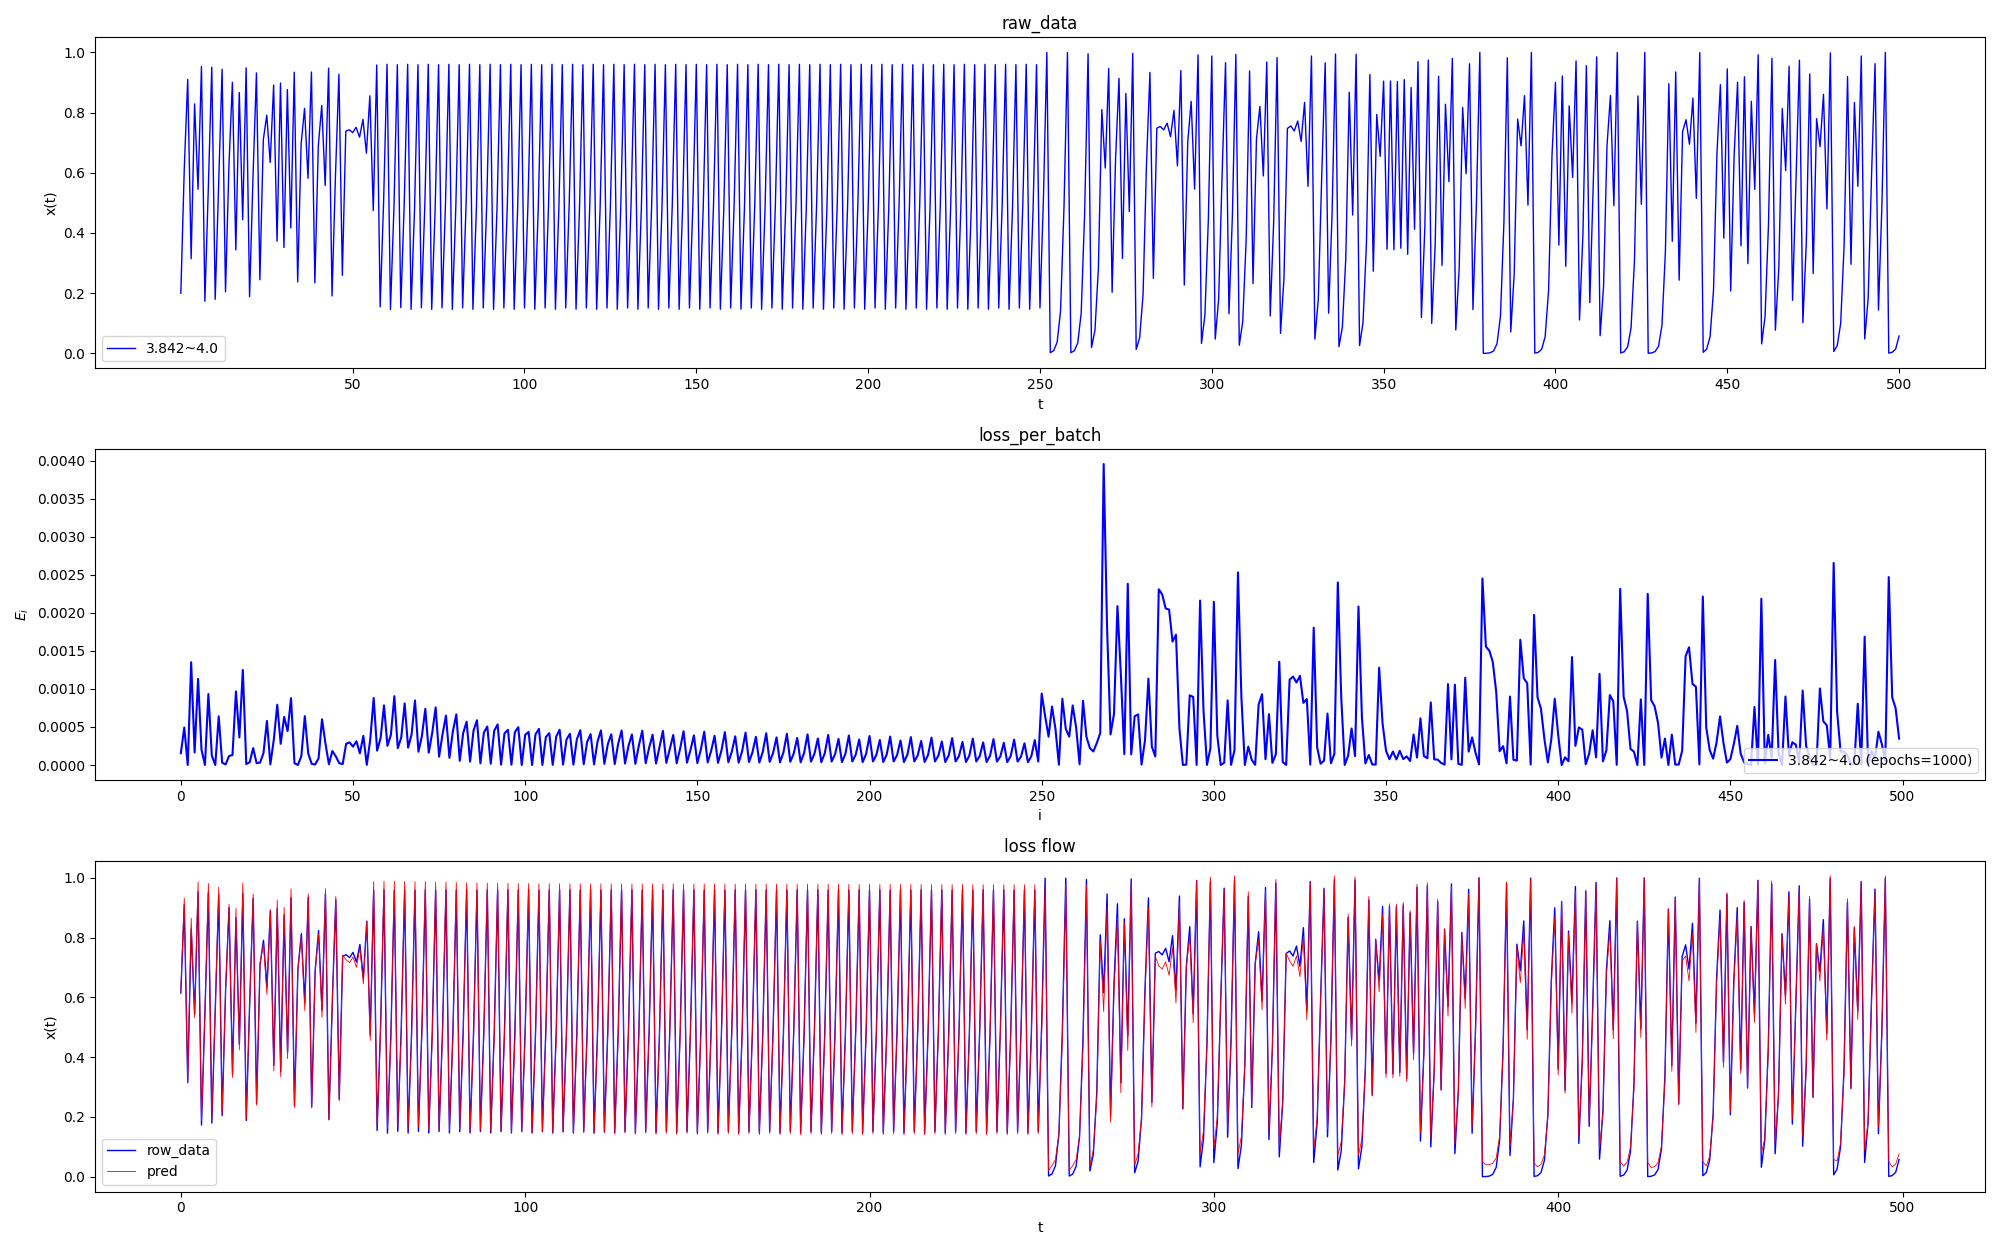 raw_data
x(t)
1.0
0.8
0.6
0.4
0.2
0.0
3.842~4.0
50 100 150 200 250 300 350 400 450 500
t
loss_per_batch
E_i
0.0040
0.0035
0.0030
0.0025
0.0020
0.0015
0.0010
0.0005
0.0000
3.842~4.0 (epochs=1000)
0 50 100 150 200 250 300 350 400 450 500
i
loss flow
x(t)
1.0
0.8
0.6
0.4
0.2
0.0
row_data
pred
0 100 200 300 400 500
t